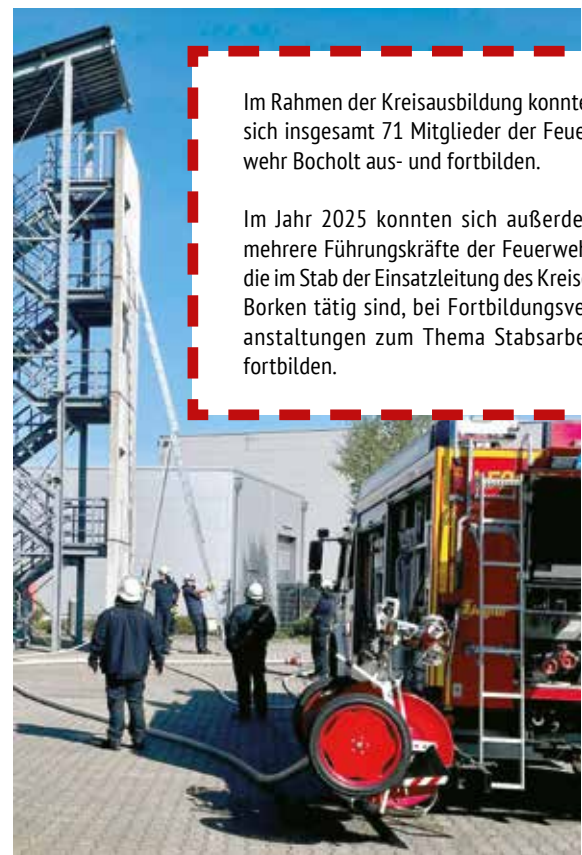 Im Rahmen der Kreisausbildung konnte
sich insgesamt 71 Mitglieder der Feue
wehr Bocholt aus- und fortbilden.
Im Jahr 2025 konnten sich außerde
mehrere Führungskräfte der Feuerweh
die im Stab der Einsatzleitung des Kreis
Borken tätig sind, bei Fortbildungsve
anstaltungen zum Thema Stabsarbe
fortbilden.
Ziegler